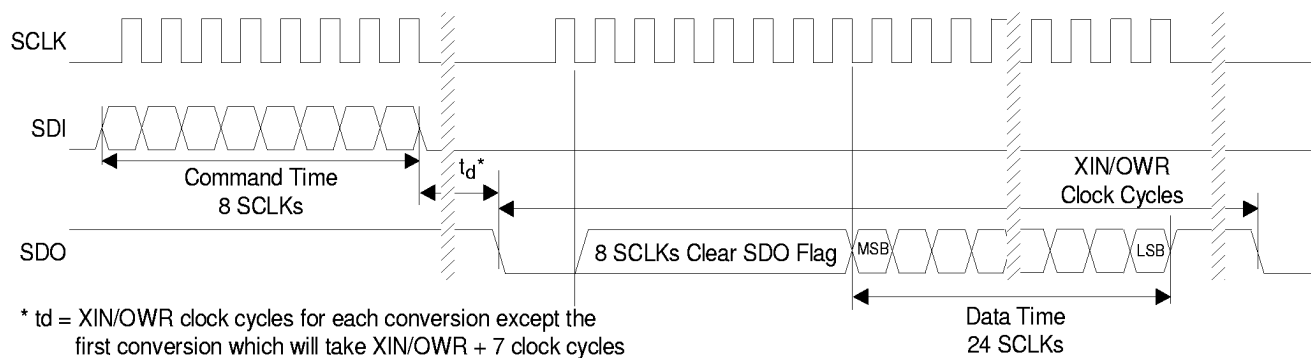 SCLK
SDI
Command Time
8 SCLKs
td*
XIN/OWR
Clock Cycles
SDO
8 SCLKs Clear SDO Flag
MSB
LSB
Data Time
24 SCLKs
* td = XIN/OWR clock cycles for each conversion except the
first conversion which will take XIN/OWR + 7 clock cycles